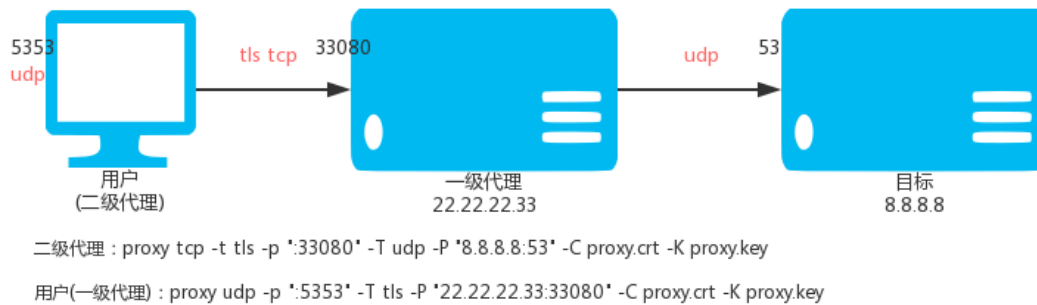 5353
udp
tls tcp
33080
udp
53
用户
(二级代理)
一级代理
22.22.22.33
目标
8.8.8.8
二级代理：proxy tcp -t tls -p ":33080" -T udp -P "8.8.8.8:53" -C proxy.crt -K proxy.key
用户(一级代理)：proxy udp -p ":5353" -T tls -P "22.22.22.33:33080" -C proxy.crt -K proxy.key